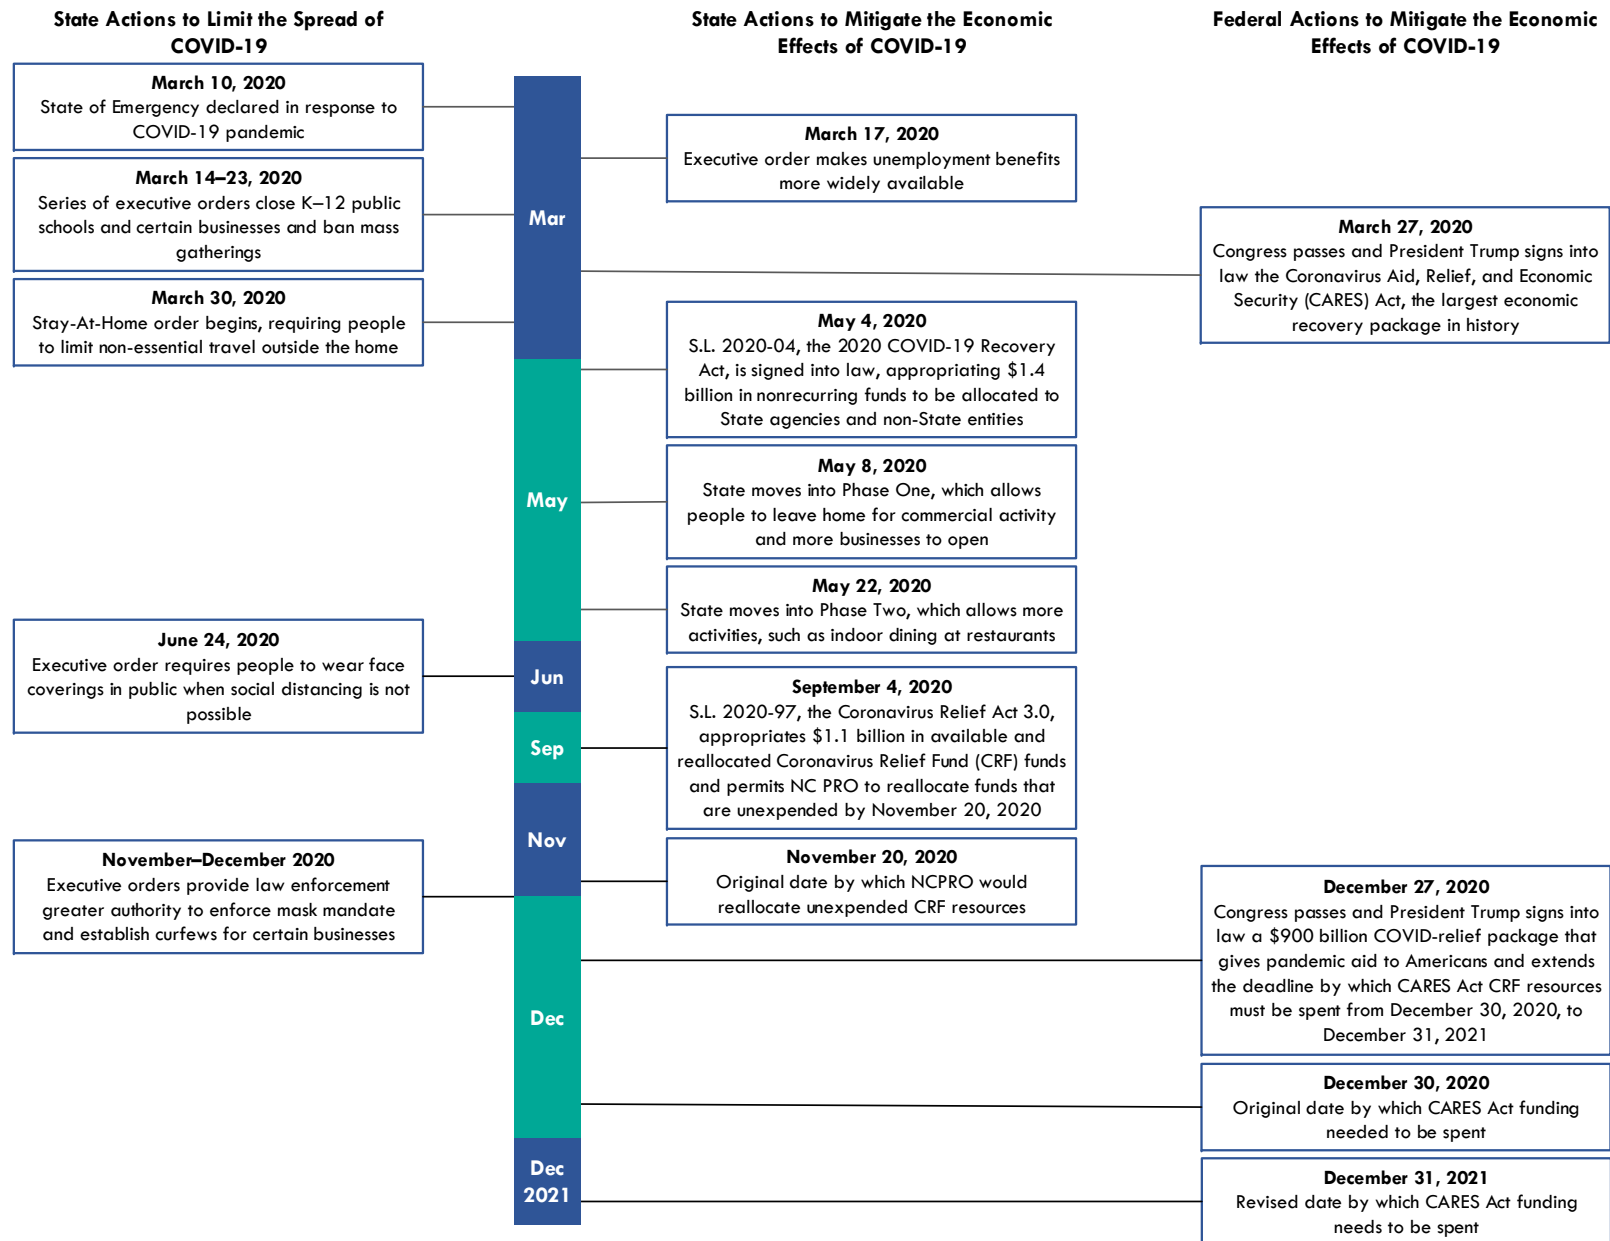 State Actions to Limit the Spread of
COVID-19
March 10, 2020
State of Emergency declared in response to
COVID-19 pandemic
March 14–23, 2020
Series of executive orders close K–12 public
schools and certain businesses and ban mass
gatherings
March 30, 2020
Stay-At-Home order begins, requiring people
to limit non-essential travel outside the home
June 24, 2020
Executive order requires people to wear face
coverings in public when social distancing is not
possible
November–December 2020
Executive orders provide law enforcement
greater authority to enforce mask mandate
and establish curfews for certain businesses
Mar
May
Jun
Sep
Nov
Dec
Dec
2021
State Actions to Mitigate the Economic
Effects of COVID-19
March 17, 2020
Executive order makes unemployment benefits
more widely available
May 4, 2020
S.L. 2020-04, the 2020 COVID-19 Recovery
Act, is signed into law, appropriating $1.4
billion in nonrecurring funds to be allocated to
State agencies and non-State entities
May 8, 2020
State moves into Phase One, which allows
people to leave home for commercial activity
and more businesses to open
May 22, 2020
State moves into Phase Two, which allows more
activities, such as indoor dining at restaurants
September 4, 2020
S.L. 2020-97, the Coronavirus Relief Act 3.0,
appropriates $1.1 billion in available and
reallocated Coronavirus Relief Fund (CRF) funds
and permits NC PRO to reallocate funds that
are unexpended by November 20, 2020
November 20, 2020
Original date by which NCPRO would
reallocate unexpended CRF resources
Federal Actions to Mitigate the Economic
Effects of COVID-19
March 27, 2020
Congress passes and President Trump signs into
law the Coronavirus Aid, Relief, and Economic
Security (CARES) Act, the largest economic
recovery package in history
December 27, 2020
Congress passes and President Trump signs into
law a $900 billion COVID-relief package that
gives pandemic aid to Americans and extends
the deadline by which CARES Act CRF resources
must be spent from December 30, 2020, to
December 31, 2021
December 30, 2020
Original date by which CARES Act funding
needed to be spent
December 31, 2021
Revised date by which CARES Act funding
needs to be spent